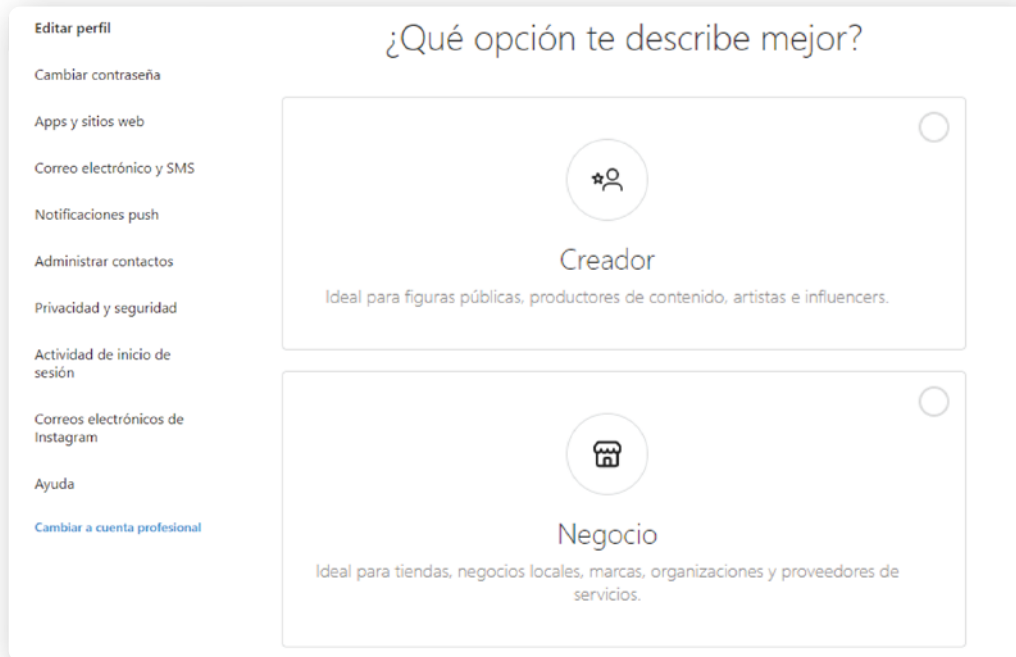 Editar perfil
Cambiar contraseña
Apps y sitios web
Correo electrónico y SMS
Notificaciones push
Administrar contactos
Privacidad y seguridad
Actividad de inicio de
sesión
Correos electrónicos de
Instagram
Ayuda
Cambiar a cuenta profesional
¿Qué opción te describe mejor?
Creador
Ideal para figuras públicas, productores de contenido, artistas e influencers.
Negocio
Ideal para tiendas, negocios locales, marcas, organizaciones y proveedores de
servicios.